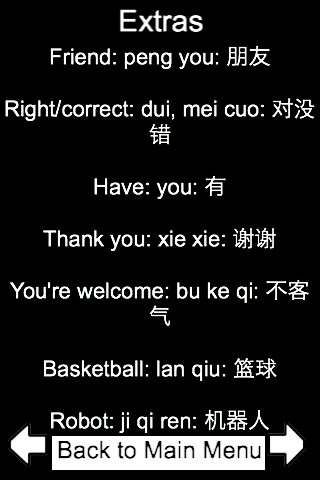 Extras
Friend: peng you: 朋友
Right/correct: dui, mei cuo: 对没
错
Have: you: 有
Thank you: xie xie: 谢谢
You're welcome: bu ke qi: 不客
气
Basketball: lan qiu: 篮球
Robot: ji qi ren: 机器人
Back to Main Menu